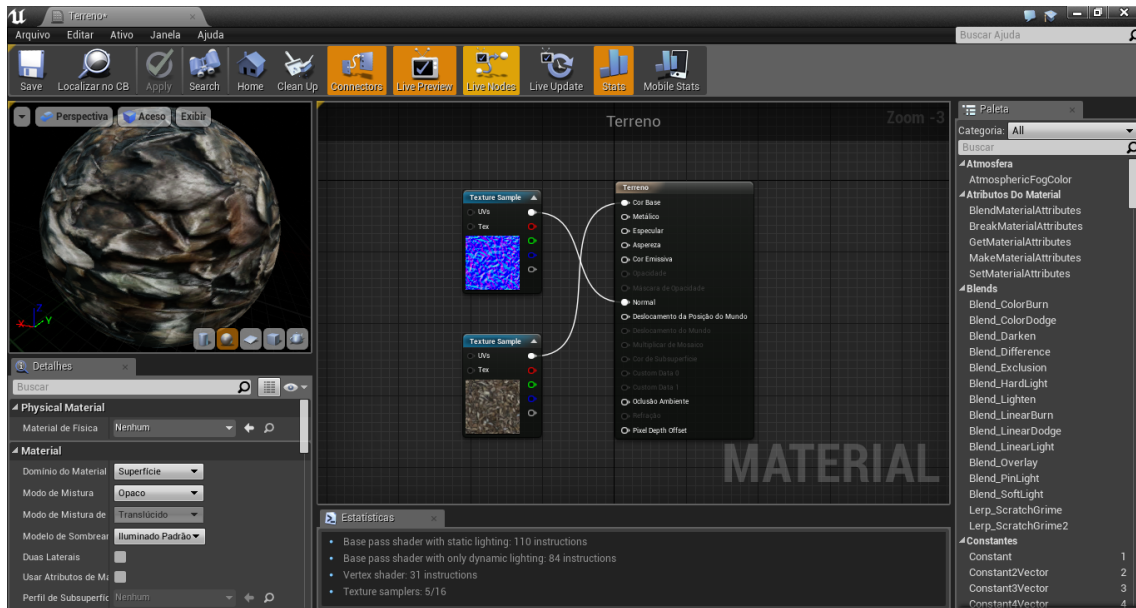 Terreno*
Arquivo Editar Ativo Janela Ajuda
Buscar Ajuda
Save Localizar no CB Apply Search Home Clean Up Connectors Live Preview Live Nodes Live Update Stats Mobile Stats
Perspectiva Aceso Exibir
Terreno
Zoom -3
Texture Sample
UVs
Tex
Texture Sample
UVs
Tex
Terreno
Cor Base
Metálico
Especular
Aspereza
Cor Emissiva
Opacidade
Máscara de Opacidade
Normal
Deslocamento da Posição do Mundo
Deslocamento do Mundo
Multiplicar de Mosaico
Cor de Subsuperfície
Custom Data 0
Custom Data 1
Oclusão Ambiente
Refração
Pixel Depth Offset
MATERIAL
X Y Z
Detalhes
Buscar
Physical Material
Material de Física Nenhum
Material
Domínio do Material Superfície
Modo de Mistura Opaco
Modo de Mistura de Translúcido
Modelo de Sombrear Iluminado Padrão
Duas Laterais
Usar Atributos de Ma
Perfil de Subsuperfíc Nenhum
Estatísticas
Base pass shader with static lighting: 110 instructions
Base pass shader with only dynamic lighting: 84 instructions
Vertex shader: 31 instructions
Texture samplers: 5/16
Paleta
Categoria: All
Buscar
Atmosfera
AtmosphericFogColor
Atributos Do Material
BlendMaterialAttributes
BreakMaterialAttributes
GetMaterialAttributes
MakeMaterialAttributes
SetMaterialAttributes
Blends
Blend_ColorBurn
Blend_ColorDodge
Blend_Darken
Blend_Difference
Blend_Exclusion
Blend_HardLight
Blend_Lighten
Blend_LinearBurn
Blend_LinearDodge
Blend_LinearLight
Blend_Overlay
Blend_PinLight
Blend_SoftLight
Lerp_ScratchGrime
Lerp_ScratchGrime2
Constantes
Constant 1
Constant2Vector 2
Constant3Vector 3
Constant4Vector 4